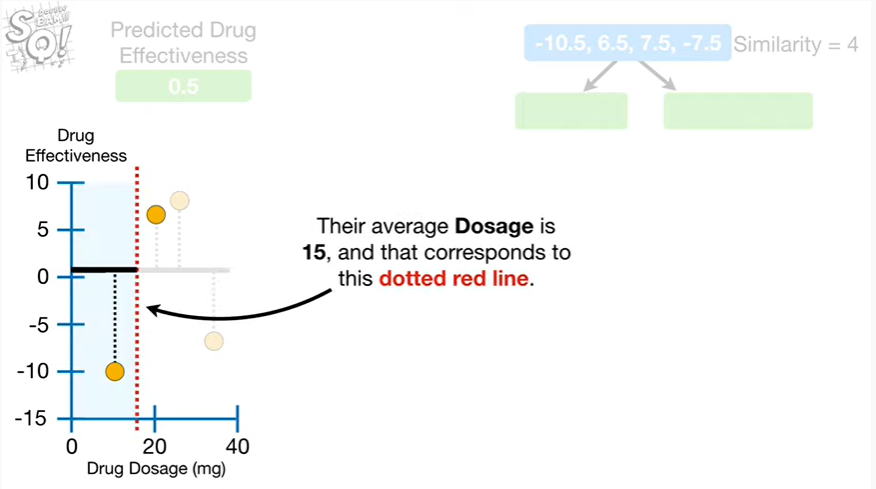 SQ!
Predicted Drug
Effectiveness
0.5
-10.5, 6.5, 7.5, -7.5
Similarity = 4
Drug
Effectiveness
10
5
0
-5
-10
-15
0
20
40
Drug Dosage (mg)
Their average Dosage is
15, and that corresponds to
this dotted red line.